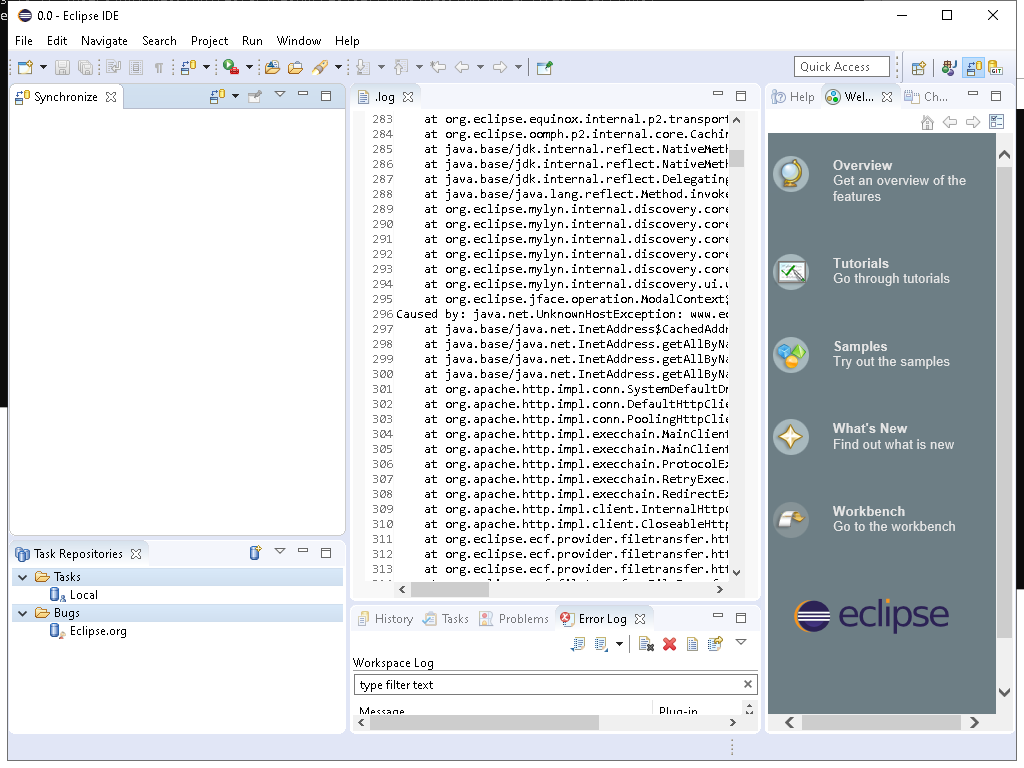 0.0 - Eclipse IDE
File Edit Navigate Search Project Run Window Help
Quick Access
Synchronize
.log
283 at org.eclipse.equinox.internal.p2.transport
284 at org.eclipse.oomph.p2.internal.core.Cachin
285 at java.base/jdk.internal.reflect.NativeMeth
286 at java.base/jdk.internal.reflect.NativeMeth
287 at java.base/jdk.internal.reflect.Delegating
288 at java.base/java.lang.reflect.Method.invoke
289 at org.eclipse.mylyn.internal.discovery.core
290 at org.eclipse.mylyn.internal.discovery.core
291 at org.eclipse.mylyn.internal.discovery.core
292 at org.eclipse.mylyn.internal.discovery.core
293 at org.eclipse.mylyn.internal.discovery.core
294 at org.eclipse.mylyn.internal.discovery.ui.w
295 at org.eclipse.jface.operation.ModalContext$
296 Caused by: java.net.UnknownHostException: www.ec
297 at java.base/java.net.InetAddress$CachedAddr
298 at java.base/java.net.InetAddress.getAllByNa
299 at java.base/java.net.InetAddress.getAllByNa
300 at java.base/java.net.InetAddress.getAllByNa
301 at org.apache.http.impl.conn.SystemDefaultDn
302 at org.apache.http.impl.conn.DefaultHttpClie
303 at org.apache.http.impl.conn.PoolingHttpClie
304 at org.apache.http.impl.execchain.MainClient
305 at org.apache.http.impl.execchain.MainClient
306 at org.apache.http.impl.execchain.ProtocolEx
307 at org.apache.http.impl.execchain.RetryExec.
308 at org.apache.http.impl.execchain.RedirectEx
309 at org.apache.http.impl.client.InternalHttpC
310 at org.apache.http.impl.client.CloseableHttp
311 at org.eclipse.ecf.provider.filetransfer.htt
312 at org.eclipse.ecf.provider.filetransfer.htt
313 at org.eclipse.ecf.provider.filetransfer.htt
Help Wel... Ch...
Overview
Get an overview of the
features
Tutorials
Go through tutorials
Samples
Try out the samples
What's New
Find out what is new
Workbench
Go to the workbench
eclipse
Task Repositories
Tasks
Local
Bugs
Eclipse.org
History Tasks Problems Error Log
Workspace Log
type filter text
Message Plug-in